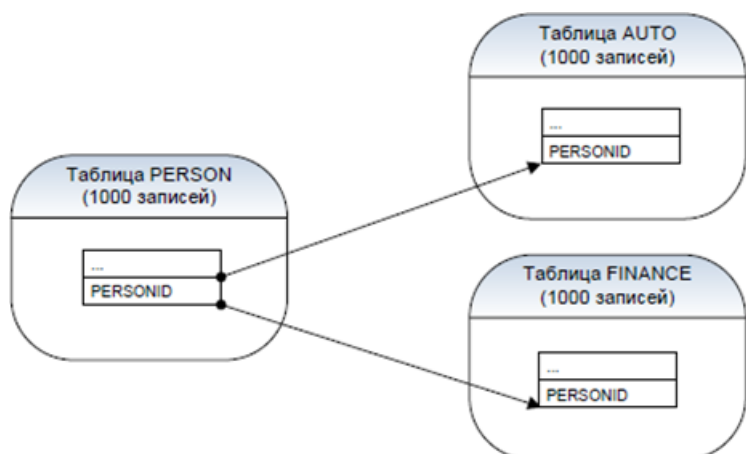 Таблица AUTO
(1000 записей)
...
PERSONID
Таблица PERSON
(1000 записей)
...
PERSONID
Таблица FINANCE
(1000 записей)
...
PERSONID